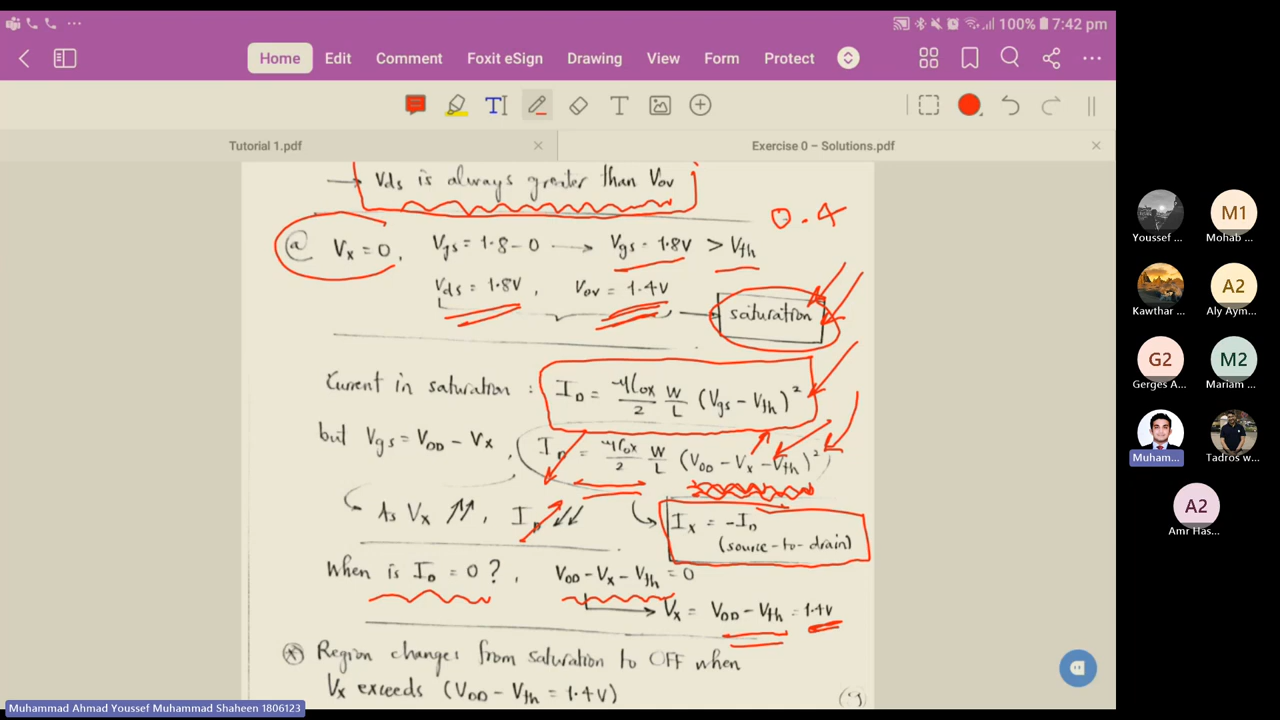 100% 7:42 pm
Home Edit Comment Foxit eSign Drawing View Form Protect
Tutorial 1.pdf × Exercise 0 – Solutions.pdf ×
→ Vds is always greater than Vov
0.4
@ Vx = 0, Vgs = 1.8 - 0 → Vgs = 1.8V > Vth
Vds = 1.8V, Vov = 1.4V → saturation
Current in saturation : ID = μCox/2 W/L (Vgs - Vth)²
but Vgs = VDD - Vx, ID = μCox/2 W/L (VDD - Vx - Vth)²
As Vx ↑↑, ID ↓↓
Ix = -ID
(source-to-drain)
When is ID = 0 ?, VDD - Vx - Vth = 0
→ Vx = VDD - Vth = 1.4V
⊛ Region changes from saturation to OFF when
Vx exceeds (VDD - Vth = 1.4V)
Youssef ...
M1
Mohab ...
Kawthar ...
A2
Aly Aym...
G2
Gerges A...
M2
Mariam ...
Muham...
Tadros w...
A2
Amr Has...
Muhammad Ahmad Youssef Muhammad Shaheen 1806123